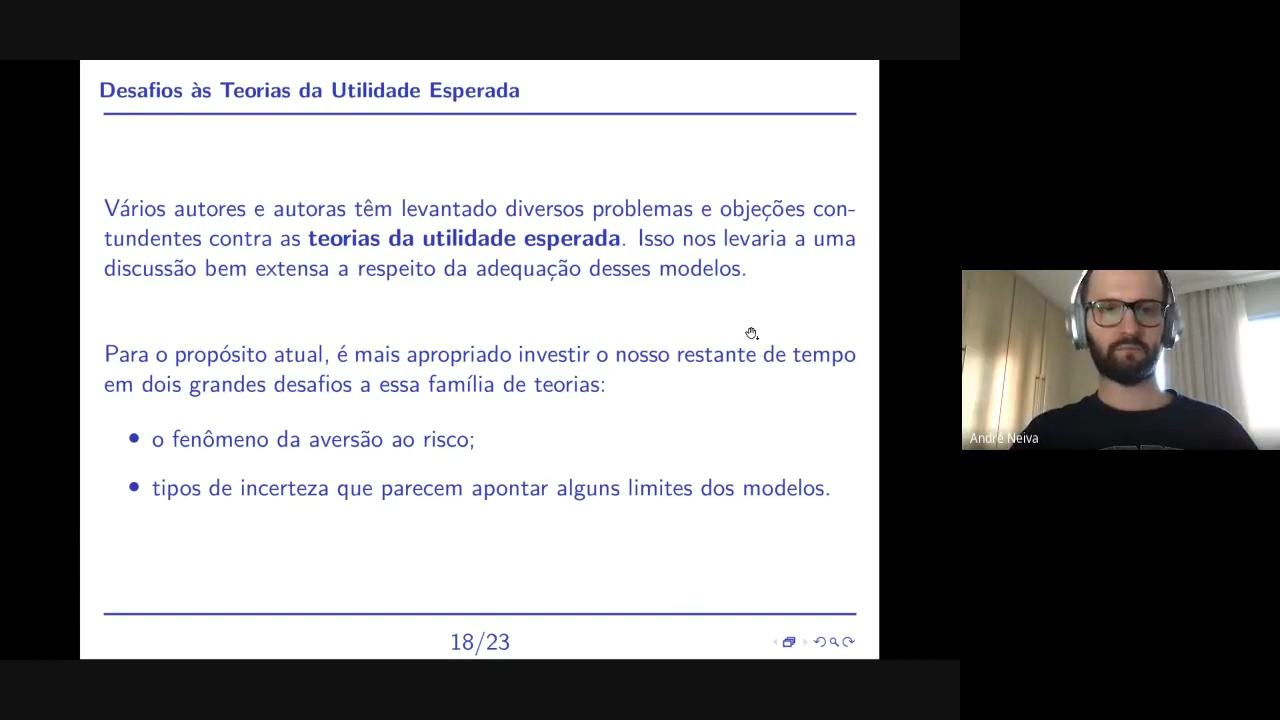 Desafios às Teorias da Utilidade Esperada
Vários autores e autoras têm levantado diversos problemas e objeções con-
tundentes contra as teorias da utilidade esperada. Isso nos levaria a uma
discussão bem extensa a respeito da adequação desses modelos.
Para o propósito atual, é mais apropriado investir o nosso restante de tempo
em dois grandes desafios a essa família de teorias:
• o fenômeno da aversão ao risco;
• tipos de incerteza que parecem apontar alguns limites dos modelos.
18/23
André Neiva